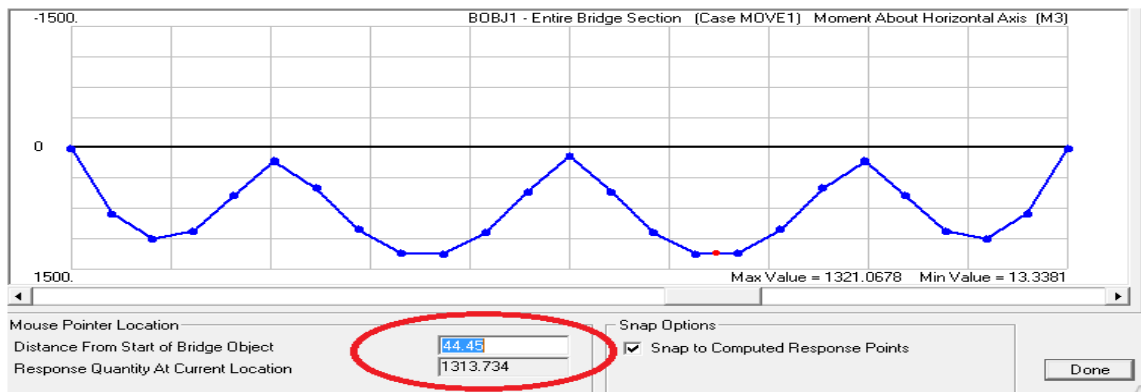 -1500. BOBJ1 - Entire Bridge Section (Case MOVE1) Moment About Horizontal Axis (M3)
0
1500. Max Value = 1321.0678 Min Value = 13.3381
Mouse Pointer Location
Distance From Start of Bridge Object 44.45
Response Quantity At Current Location 1313.734
Snap Options
Snap to Computed Response Points
Done